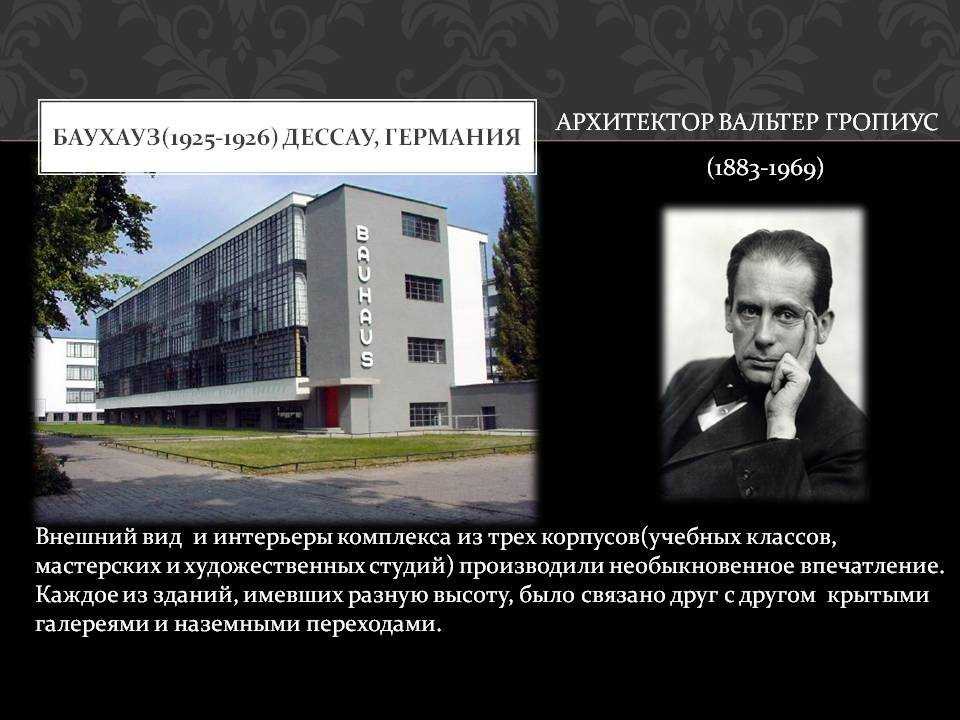 БАУХАУЗ(1925-1926) ДЕССАУ, ГЕРМАНИЯ
АРХИТЕКТОР ВАЛЬТЕР ГРОПИУС
(1883-1969)
BAUHAUS
Внешний вид и интерьеры комплекса из трех корпусов(учебных классов,
мастерских и художественных студий) производили необыкновенное впечатление.
Каждое из зданий, имевших разную высоту, было связано друг с другом крытыми
галереями и наземными переходами.